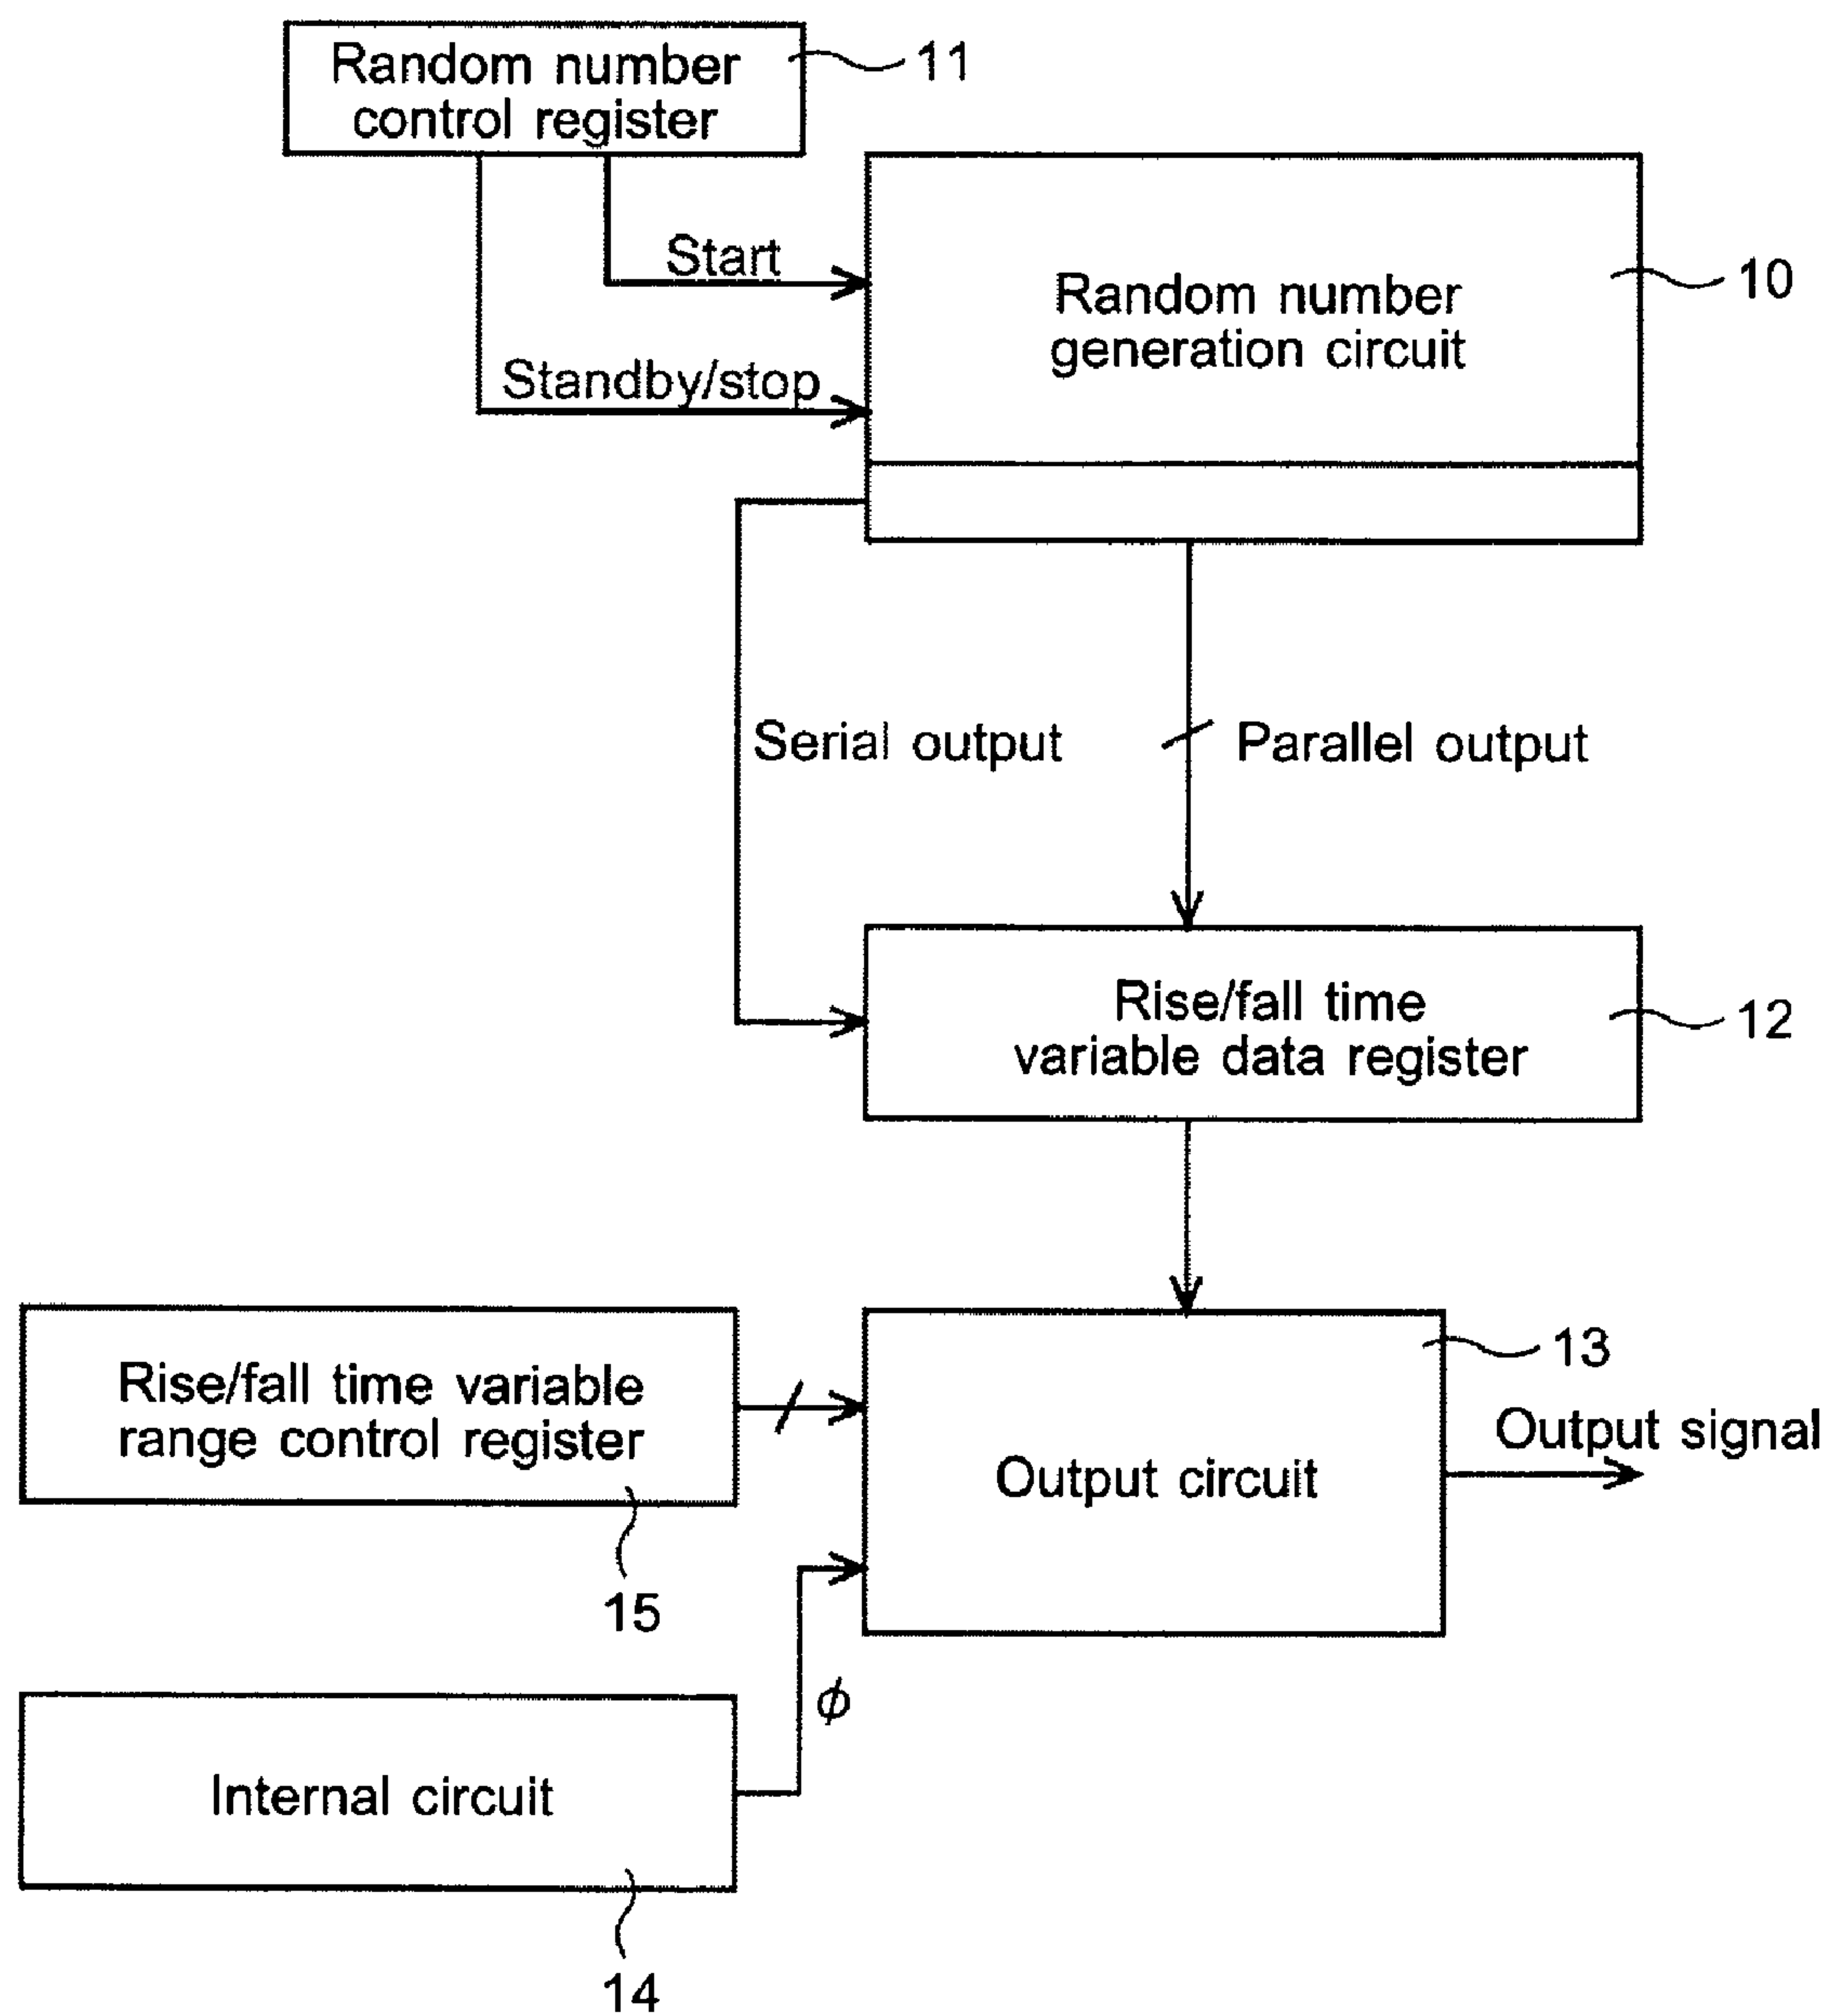 Random number
control register
11
Start
Standby/stop
Random number
generation circuit
10
Serial output
Parallel output
Rise/fall time
variable data register
12
Rise/fall time variable
range control register
15
Output circuit
13
Output signal
ϕ
Internal circuit
14